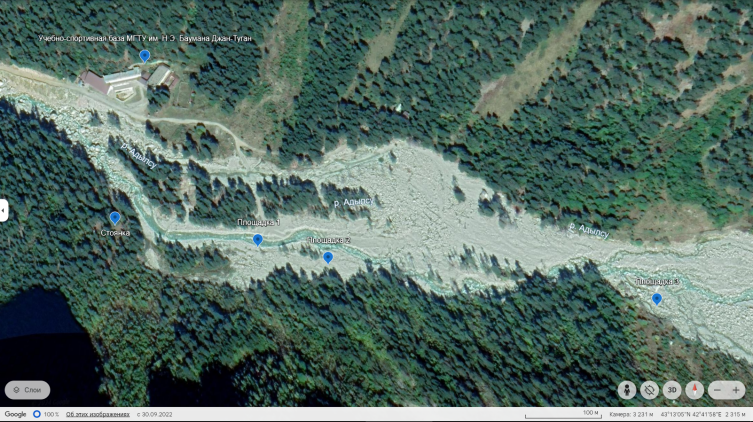 Учебно-спортивная база МГТУ им. Н.Э. Баумана Джан-Туган
р. Адылсу
р. Адырсу
Площадка 1
р. Адылсу
Стоянка
Площадка 2
Площадка 3
Слои
3D
Google
100 %
Об этих изображениях
с 30.09.2022
100 м
Камера: 3 231 м
43°13'05"N 42°41'58"E
2 315 м